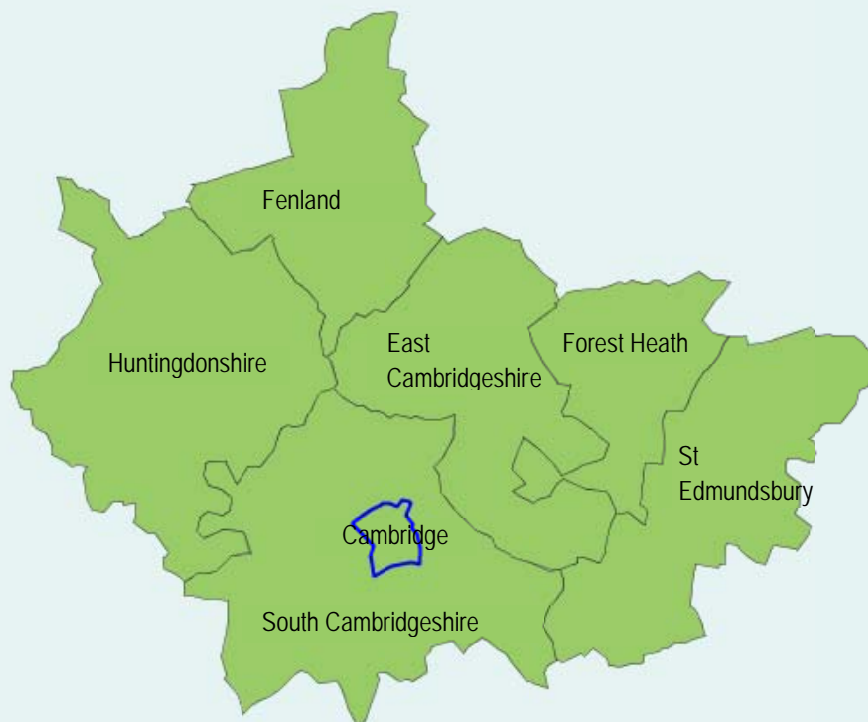 Fenland
Huntingdonshire
East
Cambridgeshire
Forest Heath
St
Edmundsbury
Cambridge
South Cambridgeshire